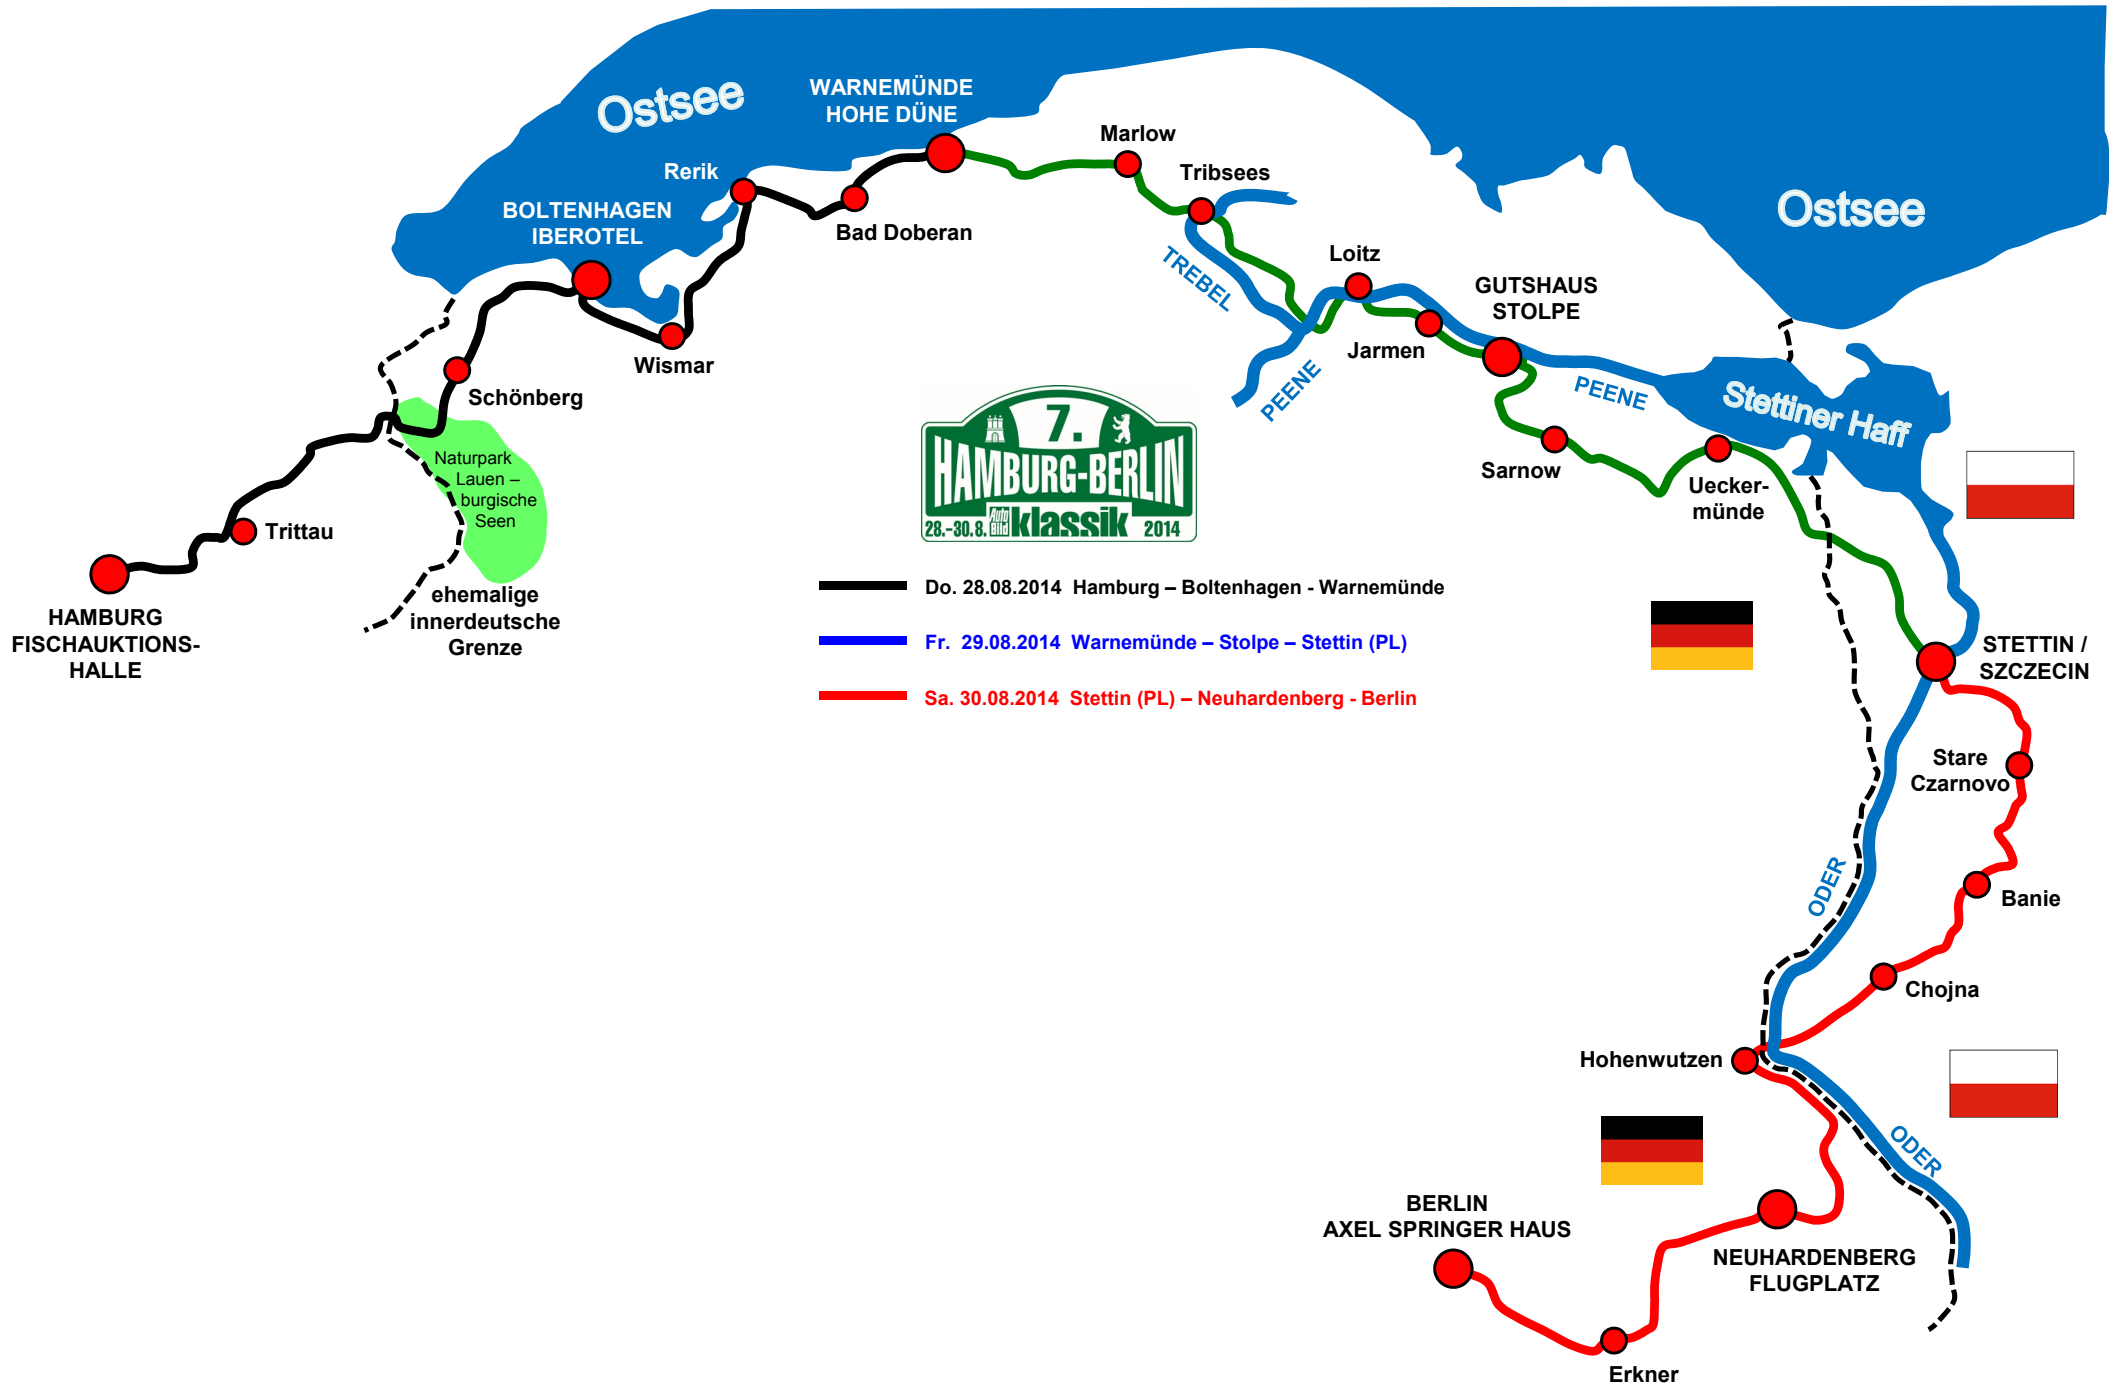 Ostsee
WARNEMÜNDE
HOHE DÜNE
Marlow
Rerik
Tribsees
BOLTENHAGEN
IBEROTEL
Bad Doberan
Ostsee
TREBEL
Loitz
GUTSHAUS
STOLPE
Jarmen
Wismar
PEENE
PEENE
Stettiner Haff
Schönberg
Sarnow
Uecker-
münde
Naturpark
Lauen –
burgische
Seen
7.
HAMBURG-BERLIN
28.-30.8. Auto Bild klassik 2014
Trittau
HAMBURG
FISCHAUKTIONS-
HALLE
ehemalige
innerdeutsche
Grenze
Do. 28.08.2014 Hamburg – Boltenhagen - Warnemünde
Fr. 29.08.2014 Warnemünde – Stolpe – Stettin (PL)
Sa. 30.08.2014 Stettin (PL) – Neuhardenberg - Berlin
STETTIN /
SZCZECIN
Stare
Czarnovo
ODER
Banie
Chojna
Hohenwutzen
ODER
BERLIN
AXEL SPRINGER HAUS
NEUHARDENBERG
FLUGPLATZ
Erkner